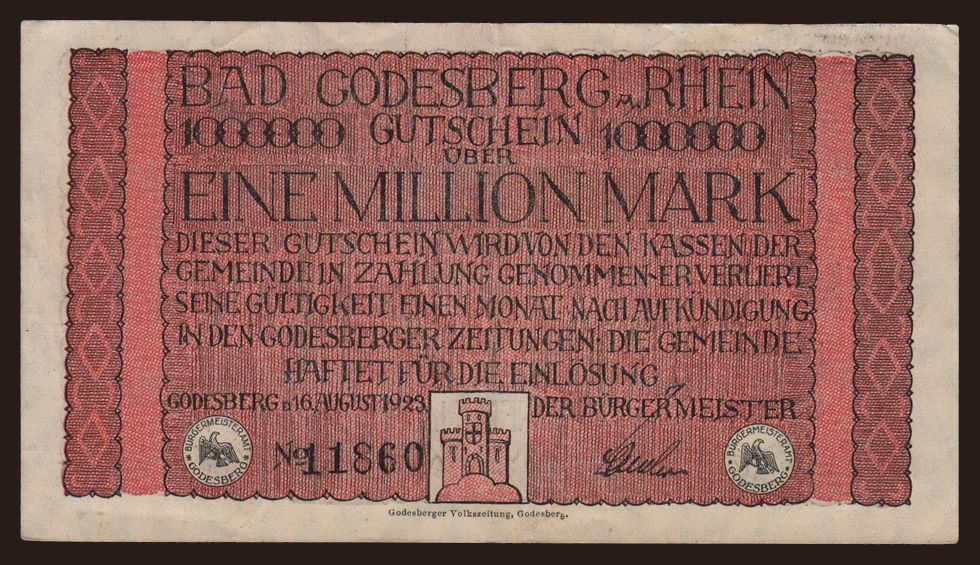 BAD GODESBERG A. RHEIN
1000000 GUTSCHEIN 1000000
ÜBER
EINE MILLION MARK
DIESER GUTSCHEIN WIRD VON DEN KASSEN DER
GEMEINDE IN ZAHLUNG GENOMMEN·ER VERLIERT
SEINE GÜLTIGKEIT EINEN MONAT NACH AUFKÜNDIGUNG
IN DEN GODESBERGER ZEITUNGEN· DIE GEMEINDE
HAFTET FÜR DIE EINLÖSUNG
GODESBERG D. 16. AUGUST 1923 DER BÜRGERMEISTER
BÜRGERMEISTERAMT * GODESBERG *
No 11860
BÜRGERMEISTERAMT * GODESBERG *
Godesberger Volkszeitung, Godesberg.